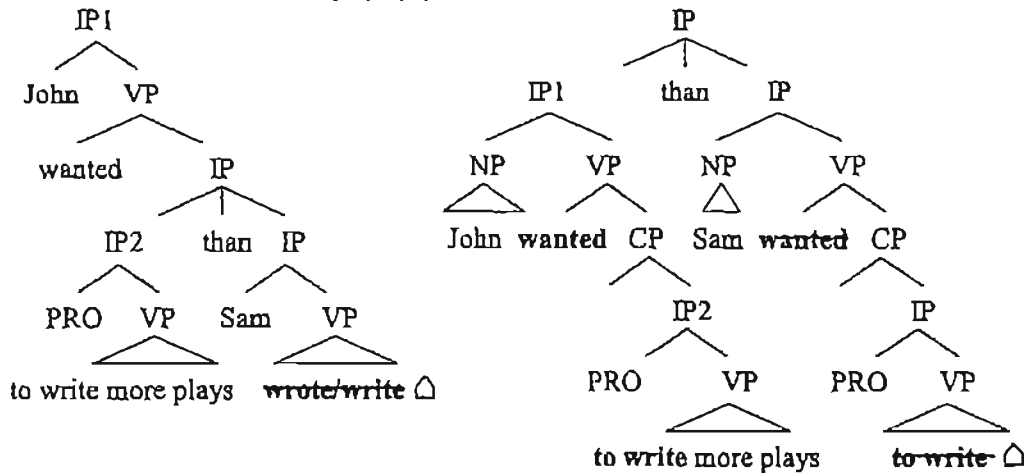 IP1 IP
John VP IP1 than IP
wanted IP NP VP NP VP
IP2 than IP John wanted CP Sam wanted CP
PRO VP Sam VP IP2 IP
to write more plays wrote/write PRO VP PRO VP
to write more plays to write